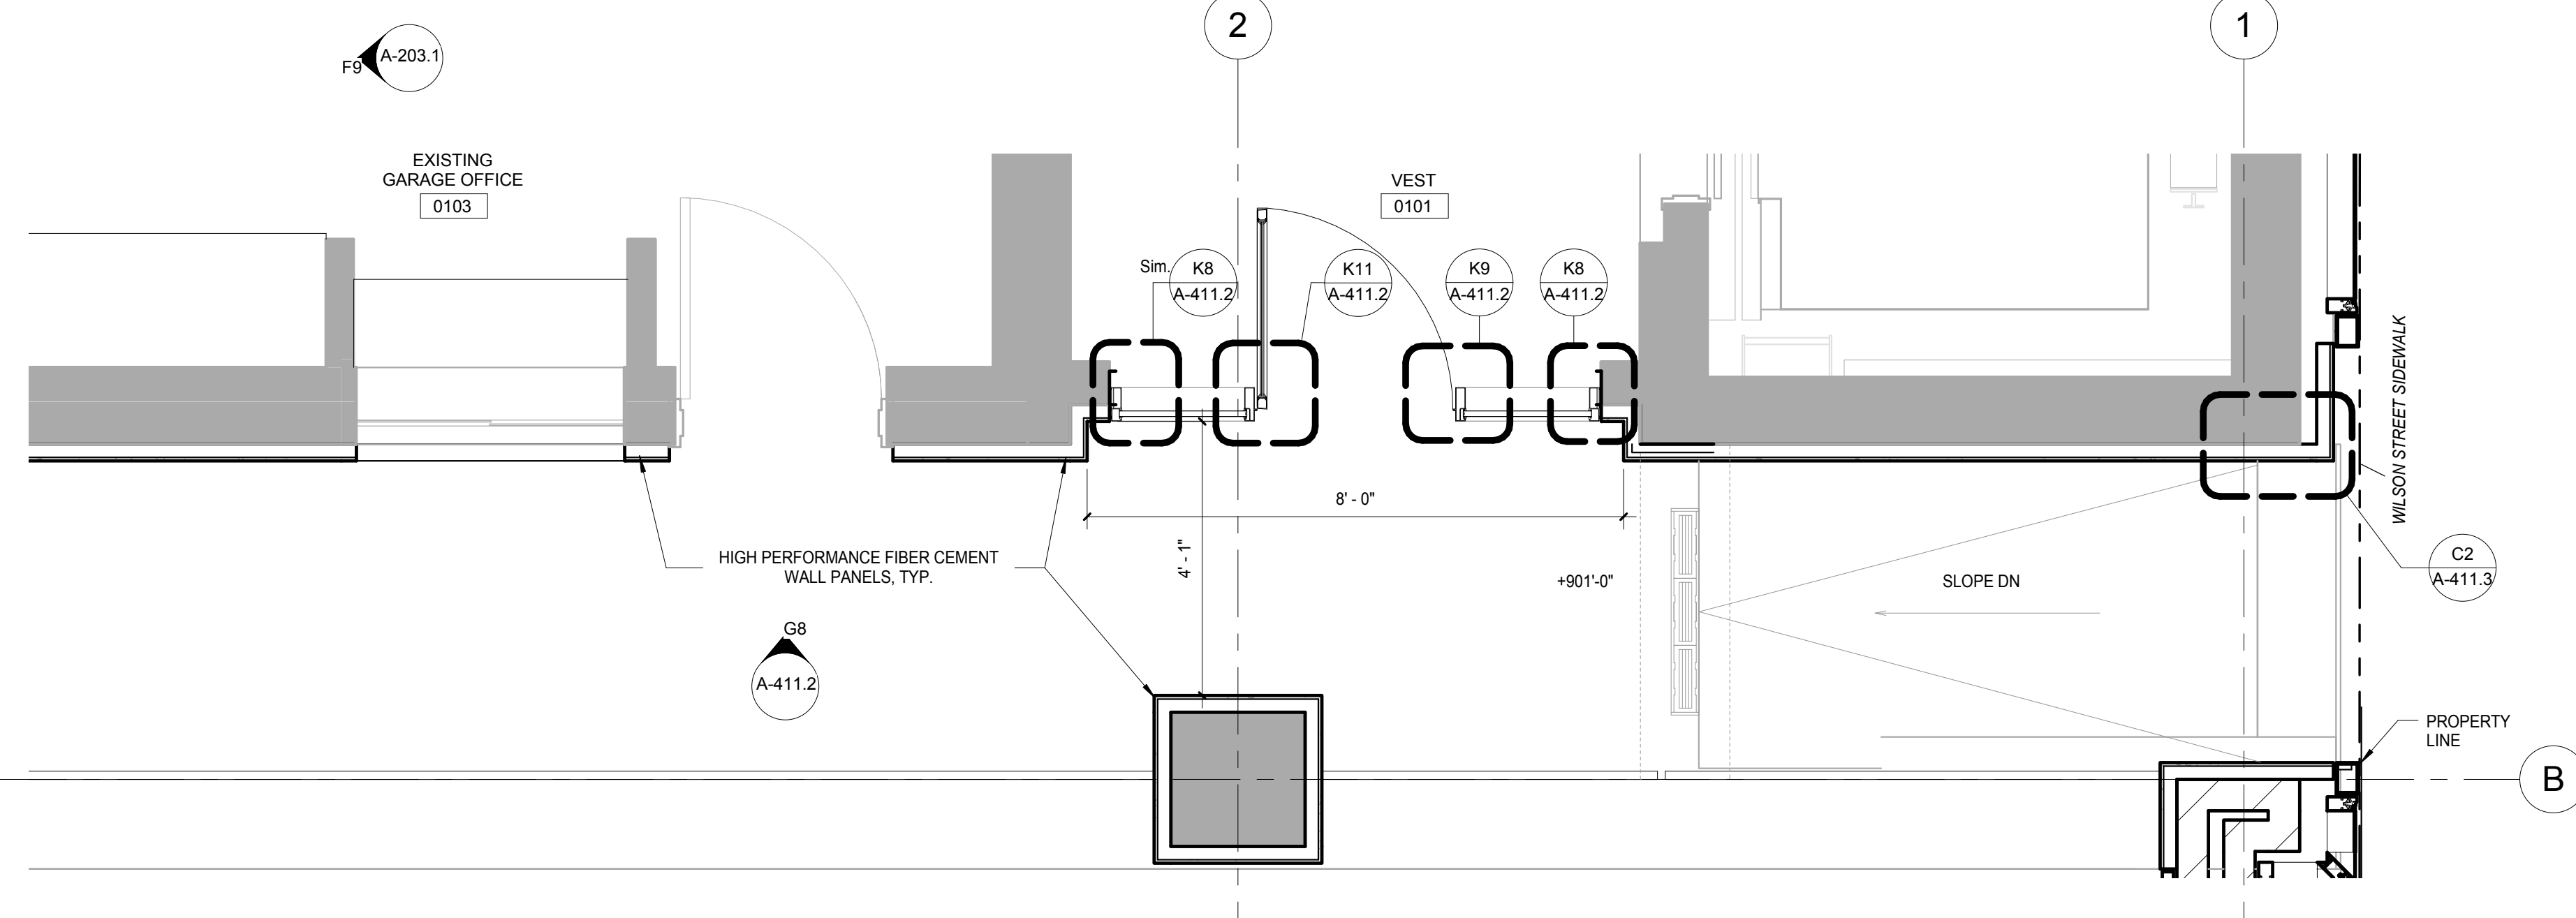 2
1
A-203.1
F9
EXISTING
GARAGE OFFICE
0103
VEST
0101
Sim.
K8
A-411.2
K11
A-411.2
K9
A-411.2
K8
A-411.2
WILSON STREET SIDEWALK
8' - 0"
4' - 1"
HIGH PERFORMANCE FIBER CEMENT
WALL PANELS, TYP.
+901'-0"
SLOPE DN
C2
A-411.3
G8
A-411.2
PROPERTY
LINE
B